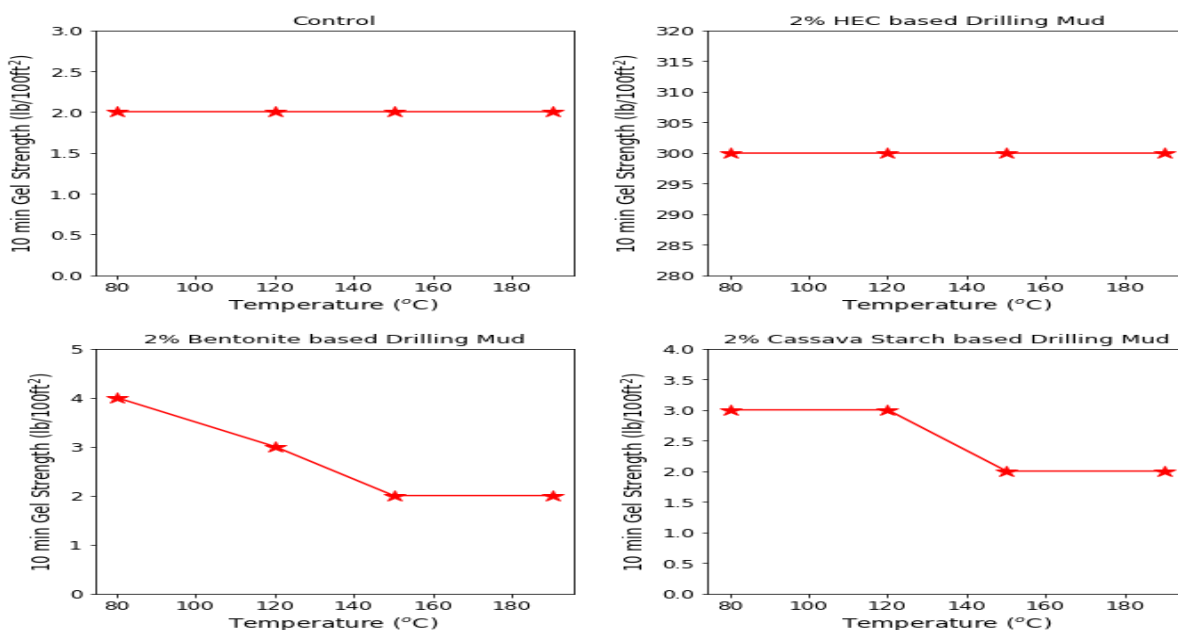 Control
10 min Gel Strength (lb/100ft²)
3.0
2.5
2.0
1.5
1.0
0.5
0.0
80 100 120 140 160 180
Temperature (°C)
2% HEC based Drilling Mud
10 min Gel Strength (lb/100ft²)
320
315
310
305
300
295
290
285
280
80 100 120 140 160 180
Temperature (°C)
2% Bentonite based Drilling Mud
10 min Gel Strength (lb/100ft²)
5
4
3
2
1
0
80 100 120 140 160 180
Temperature (°C)
2% Cassava Starch based Drilling Mud
10 min Gel Strength (lb/100ft²)
4.0
3.5
3.0
2.5
2.0
1.5
1.0
0.5
0.0
80 100 120 140 160 180
Temperature (°C)